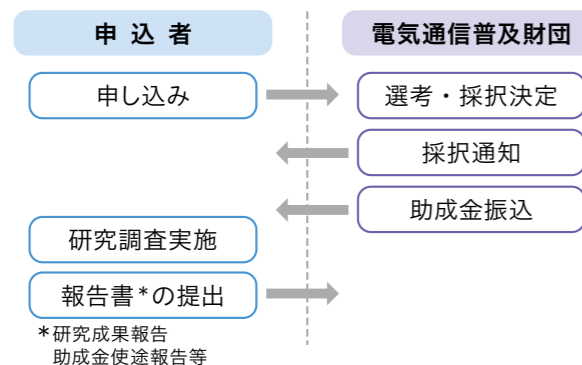 申込者
電気通信普及財団
申し込み
選考・採択決定
採択通知
助成金振込
研究調査実施
報告書*の提出
*研究成果報告
助成金使途報告等